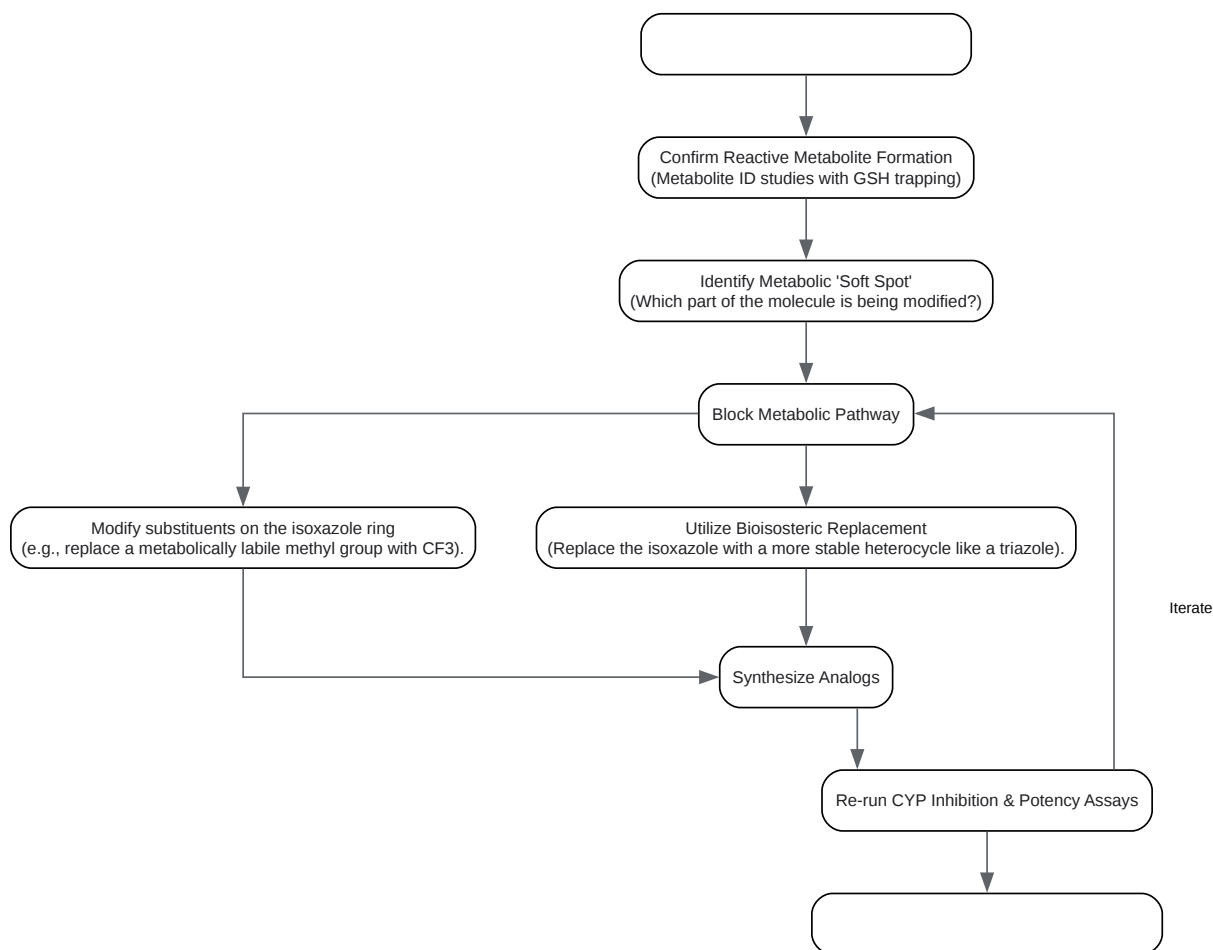 Confirm Reactive Metabolite Formation
(Metabolite ID studies with GSH trapping)
Identify Metabolic 'Soft Spot'
(Which part of the molecule is being modified?)
Block Metabolic Pathway
Modify substituents on the isoxazole ring
(e.g., replace a metabolically labile methyl group with CF3).
Utilize Bioisosteric Replacement
(Replace the isoxazole with a more stable heterocycle like a triazole).
Iterate
Synthesize Analogs
Re-run CYP Inhibition & Potency Assays